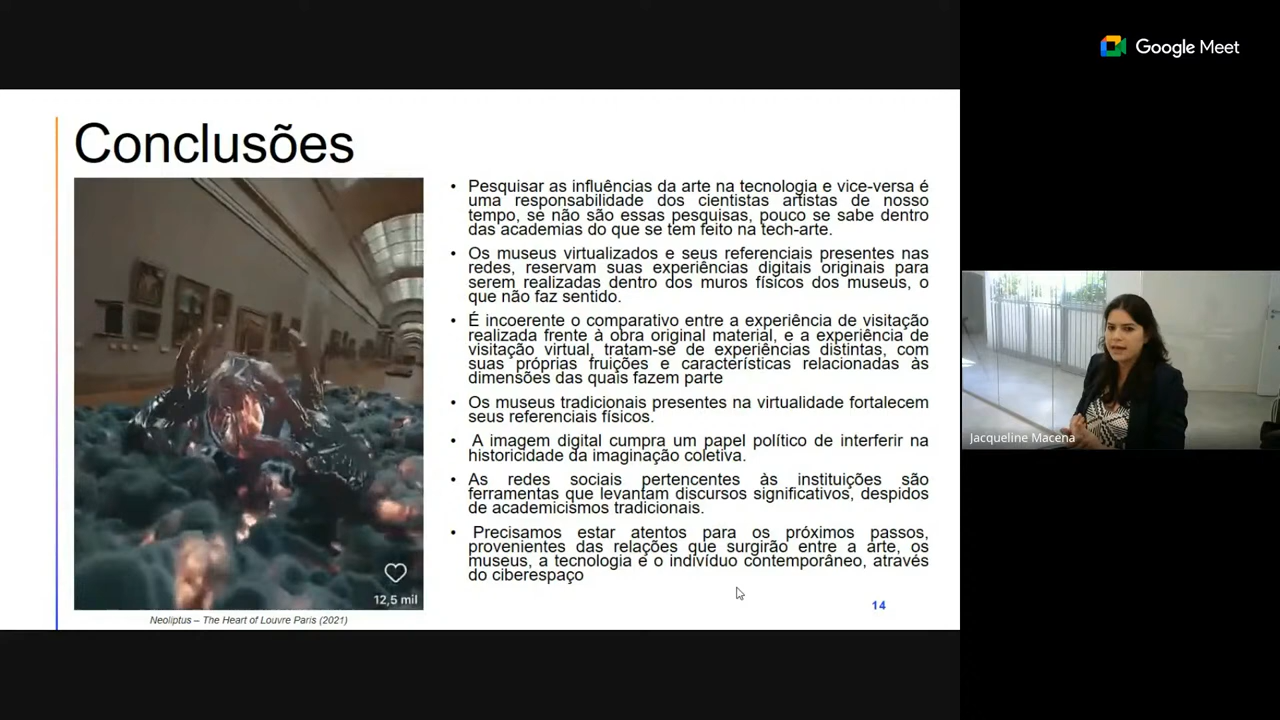 Google Meet
Conclusões
• Pesquisar as influências da arte na tecnologia e vice-versa é
uma responsabilidade dos cientistas artistas de nosso
tempo, se não são essas pesquisas, pouco se sabe dentro
das academias do que se tem feito na tech-arte.
• Os museus virtualizados e seus referenciais presentes nas
redes, reservam suas experiências digitais originais para
serem realizadas dentro dos muros físicos dos museus, o
que não faz sentido.
• É incoerente o comparativo entre a experiência de visitação
realizada frente à obra original material, e a experiência de
visitação virtual, tratam-se de experiências distintas, com
suas próprias fruições e características relacionadas às
dimensões das quais fazem parte
• Os museus tradicionais presentes na virtualidade fortalecem
seus referenciais físicos.
• A imagem digital cumpra um papel político de interferir na
historicidade da imaginação coletiva.
• As redes sociais pertencentes às instituições são
ferramentas que levantam discursos significativos, despidos
de academicismos tradicionais.
• Precisamos estar atentos para os próximos passos,
provenientes das relações que surgirão entre a arte, os
museus, a tecnologia e o indivíduo contemporâneo, através
do ciberespaço
12,5 mil
Neoliptus – The Heart of Louvre Paris (2021)
14
Jacqueline Macena